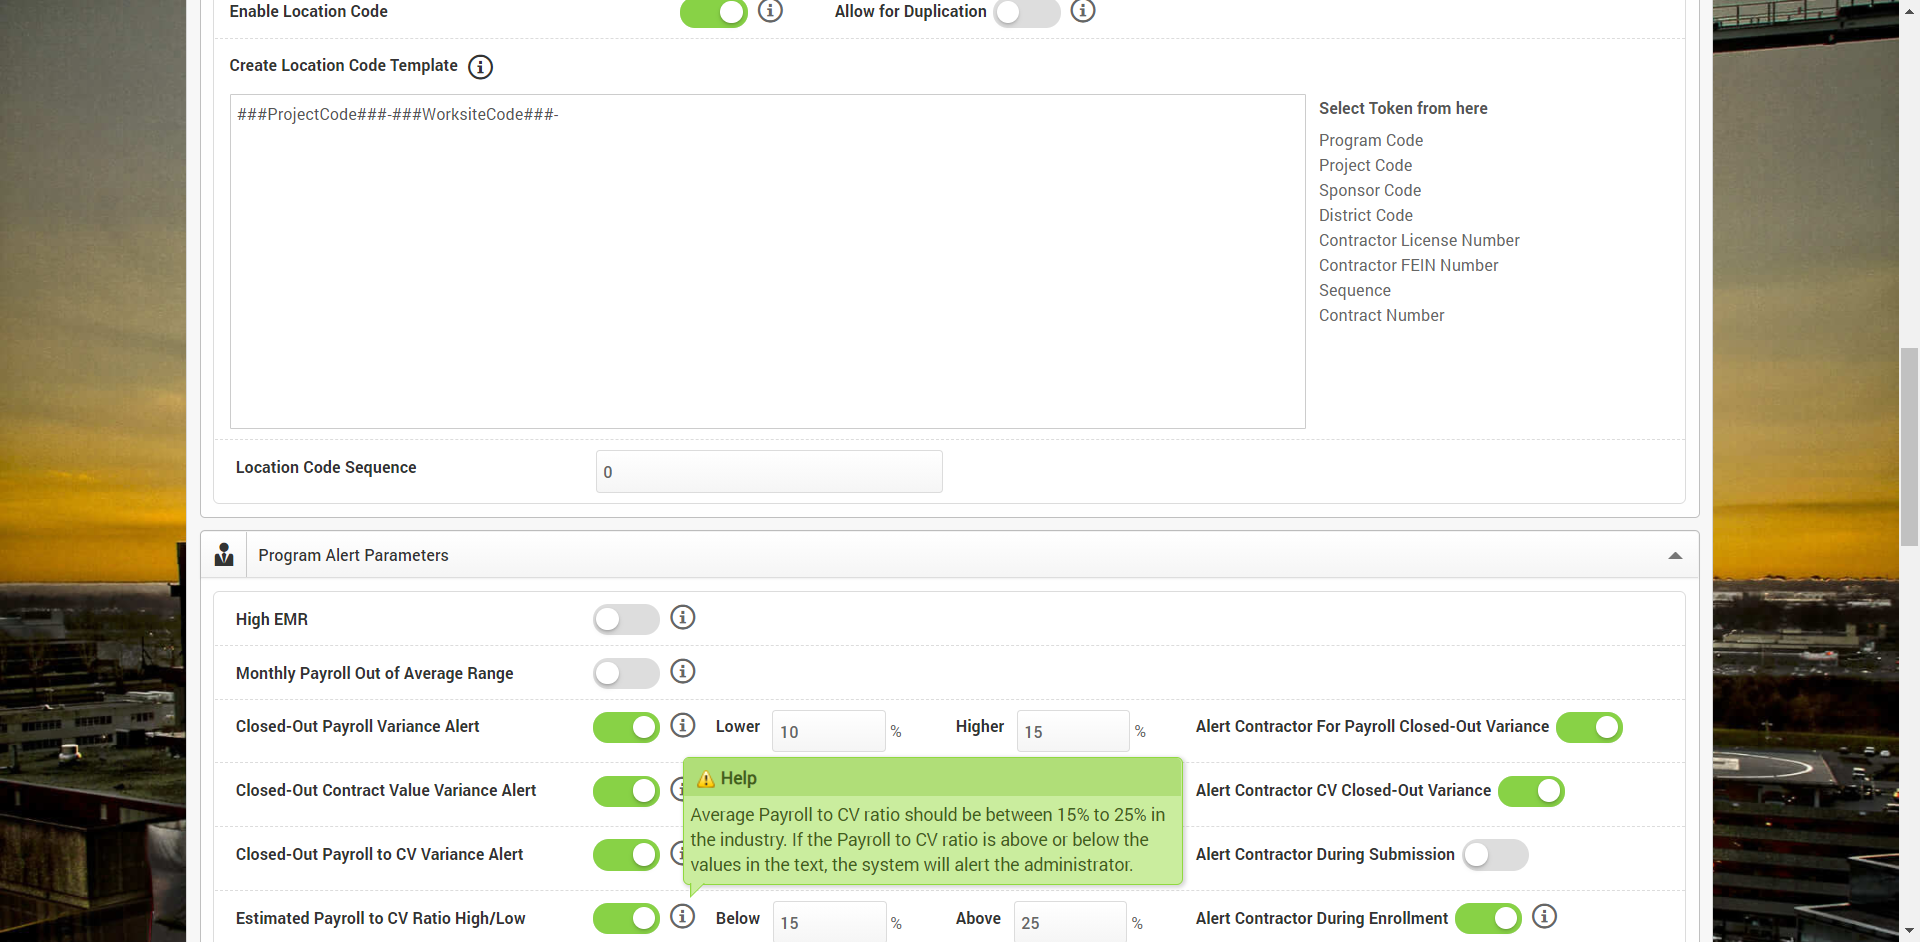 Enable Location Code Allow for Duplication
Create Location Code Template
###ProjectCode###-###WorksiteCode###-
Select Token from here
Program Code
Project Code
Sponsor Code
District Code
Contractor License Number
Contractor FEIN Number
Sequence
Contract Number
Location Code Sequence 0
Program Alert Parameters
High EMR
Monthly Payroll Out of Average Range
Closed-Out Payroll Variance Alert Lower 10 % Higher 15 % Alert Contractor For Payroll Closed-Out Variance
Closed-Out Contract Value Variance Alert Alert Contractor CV Closed-Out Variance
Help
Average Payroll to CV ratio should be between 15% to 25% in
the industry. If the Payroll to CV ratio is above or below the
values in the text, the system will alert the administrator.
Closed-Out Payroll to CV Variance Alert Alert Contractor During Submission
Estimated Payroll to CV Ratio High/Low Below 15 % Above 25 % Alert Contractor During Enrollment